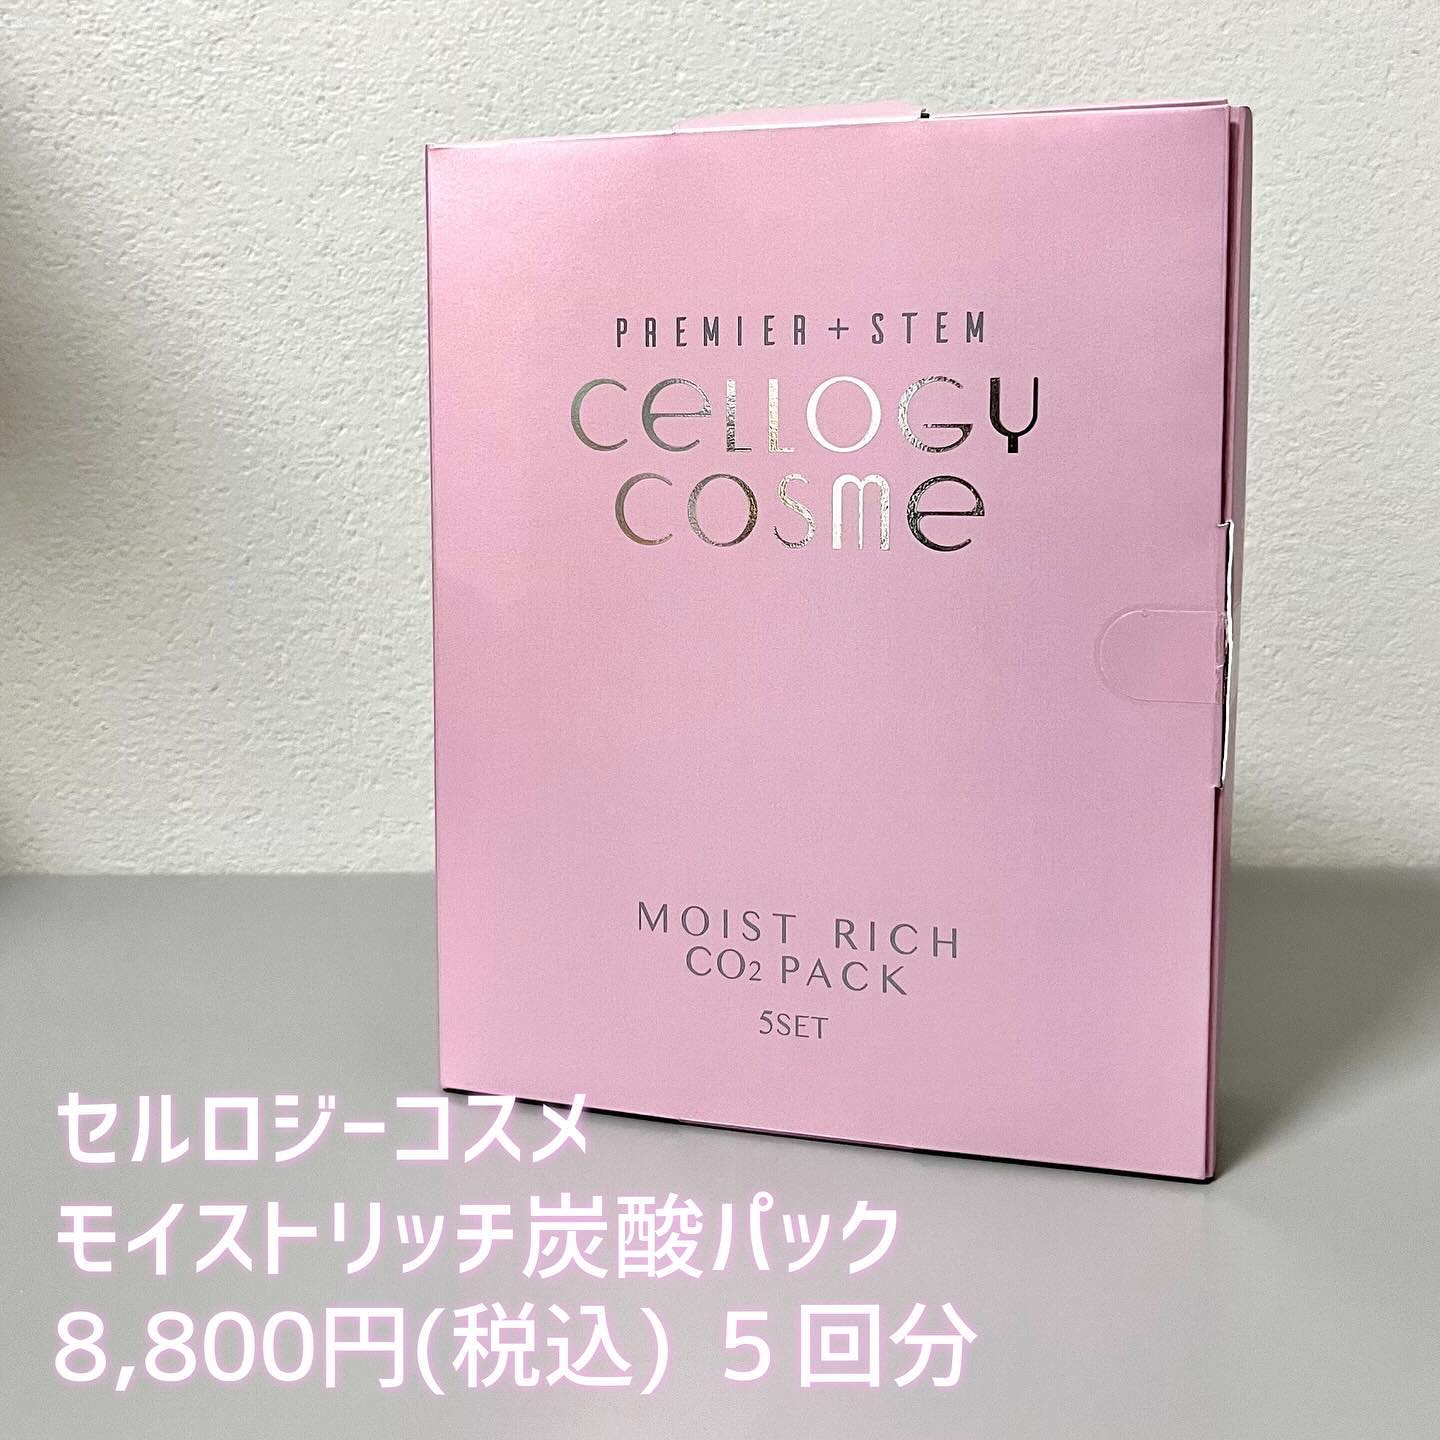 PREMIER + STEM
CeLLOGY
COSme
MOIST RICH
CO2 PACK
5SET
セルロジーコスメ
モイストリッチ炭酸パック
8,800円(税込) 5回分